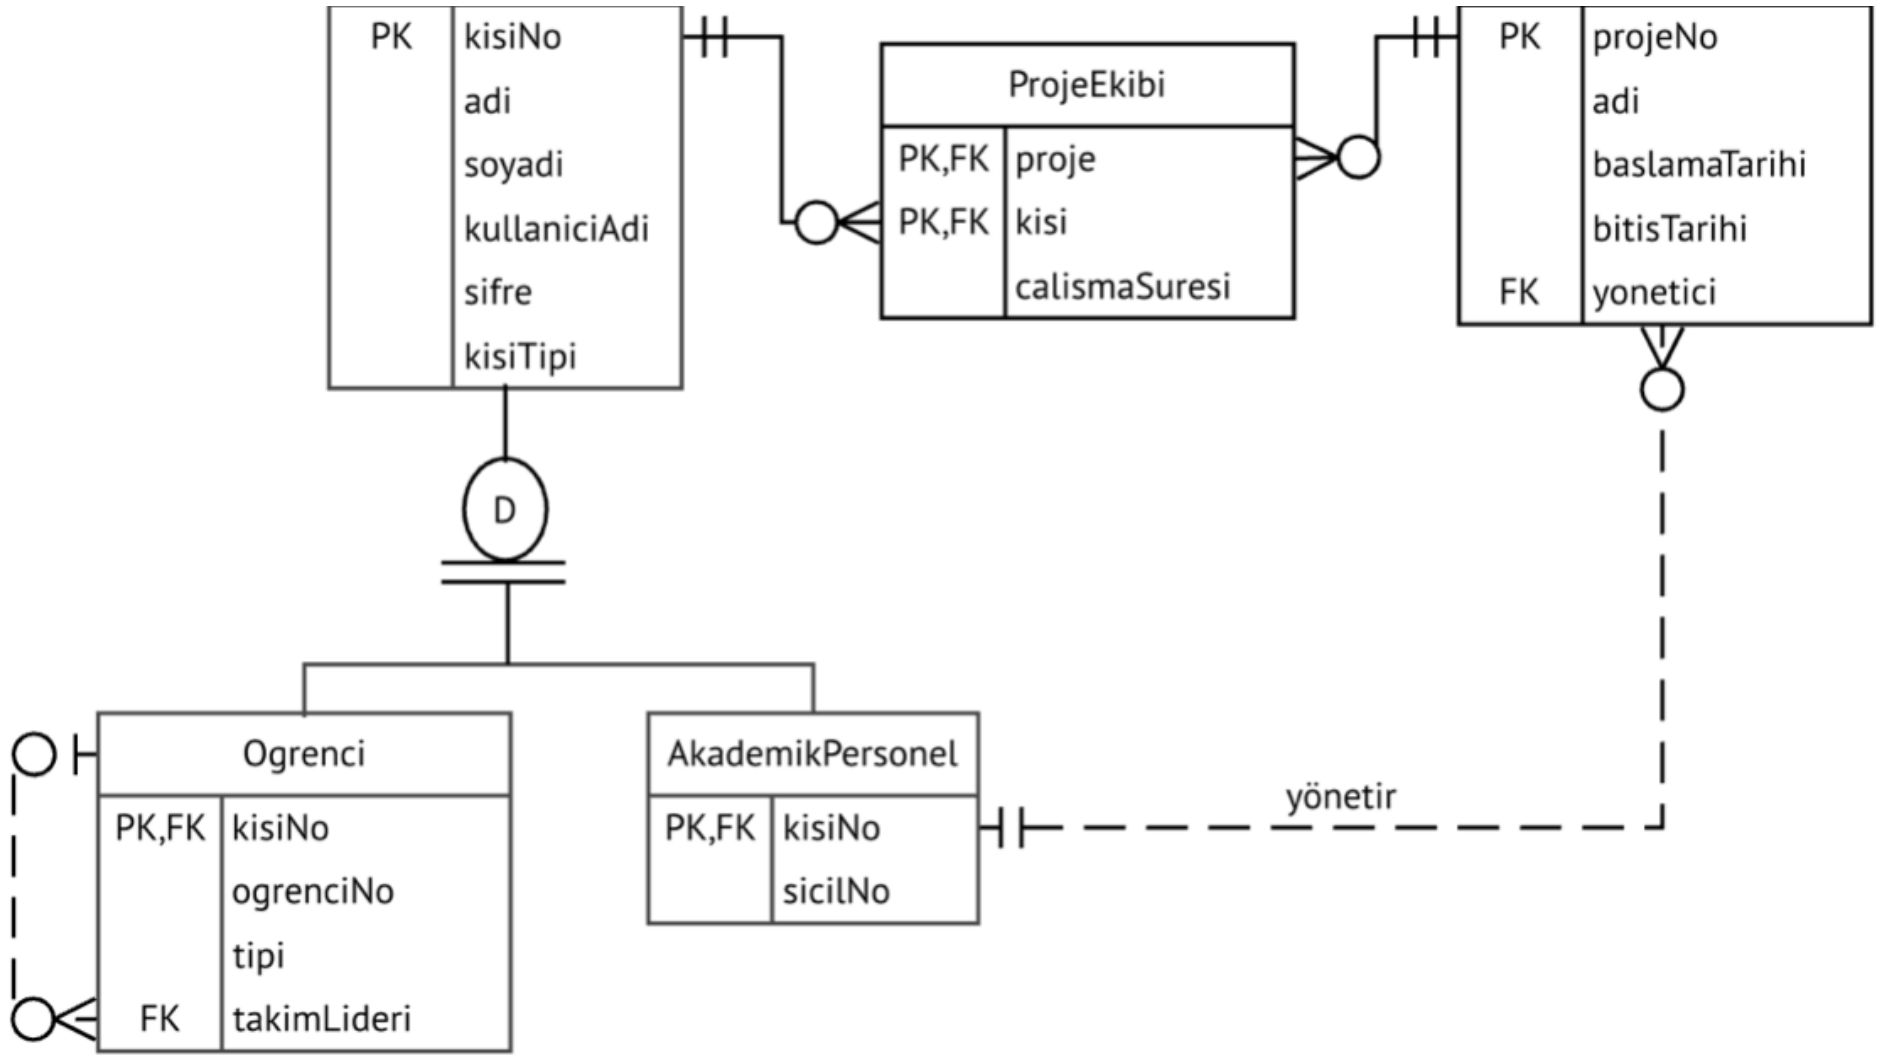 PK kisiNo
adi
soyadi
kullaniciAdi
sifre
kisiTipi
ProjeEkibi
PK,FK proje
PK,FK kisi
calismaSuresi
PK projeNo
adi
baslamaTarihi
bitisTarihi
FK yonetici
D
Ogrenci
PK,FK kisiNo
ogrenciNo
tipi
FK takimLideri
AkademikPersonel
PK,FK kisiNo
sicilNo
yönetir